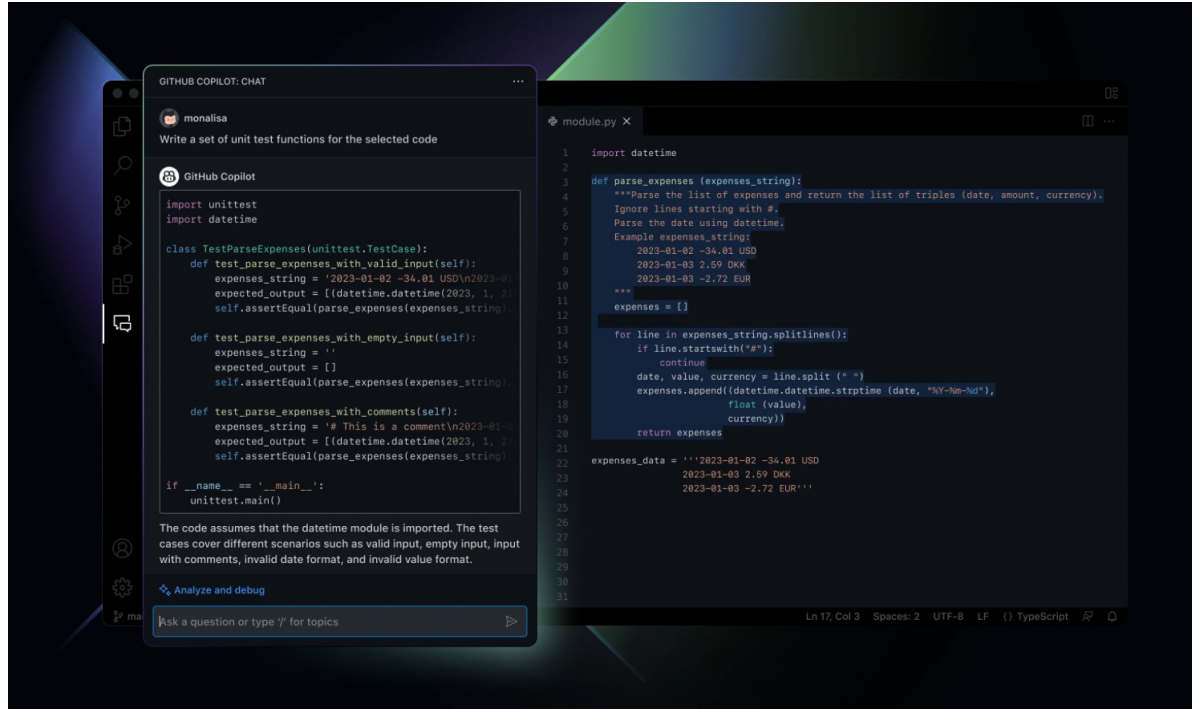 GITHUB COPILOT: CHAT
...
monalisa
Write a set of unit test functions for the selected code
GitHub Copilot
import unittest
import datetime
class TestParseExpenses(unittest.TestCase):
def test_parse_expenses_with_valid_input(self):
expenses_string = '2023-01-02 -34.01 USD\n2023-01
expected_output = [(datetime.datetime(2023, 1, 2)
self.assertEqual(parse_expenses(expenses_string),
def test_parse_expenses_with_empty_input(self):
expenses_string = ''
expected_output = []
self.assertEqual(parse_expenses(expenses_string),
def test_parse_expenses_with_comments(self):
expenses_string = '# This is a comment\n2023-01-
expected_output = [(datetime.datetime(2023, 1, 2)
self.assertEqual(parse_expenses(expenses_string),
if __name__ == '__main__':
unittest.main()
The code assumes that the datetime module is imported. The test
cases cover different scenarios such as valid input, empty input, input
with comments, invalid date format, and invalid value format.
Analyze and debug
Ask a question or type '/' for topics
ma
module.py
1 import datetime
2
3 def parse_expenses (expenses_string):
4 """Parse the list of expenses and return the list of triples (date, amount, currency).
5 Ignore lines starting with #.
6 Parse the date using datetime.
7 Example expenses_string:
8 2023-01-02 -34.01 USD
9 2023-01-03 2.59 DKK
10 2023-01-03 -2.72 EUR
11 """
12 expenses = []
13 for line in expenses_string.splitlines():
14 if line.startswith("#"):
15 continue
16 date, value, currency = line.split (" ")
17 expenses.append((datetime.datetime.strptime (date, "%Y-%m-%d"),
18 float (value),
19 currency))
20 return expenses
21
22 expenses_data = '''2023-01-02 -34.01 USD
23 2023-01-03 2.59 DKK
24 2023-01-03 -2.72 EUR'''
25
26
27
28
29
30
31
Ln 17, Col 3 Spaces: 2 UTF-8 LF {} TypeScript